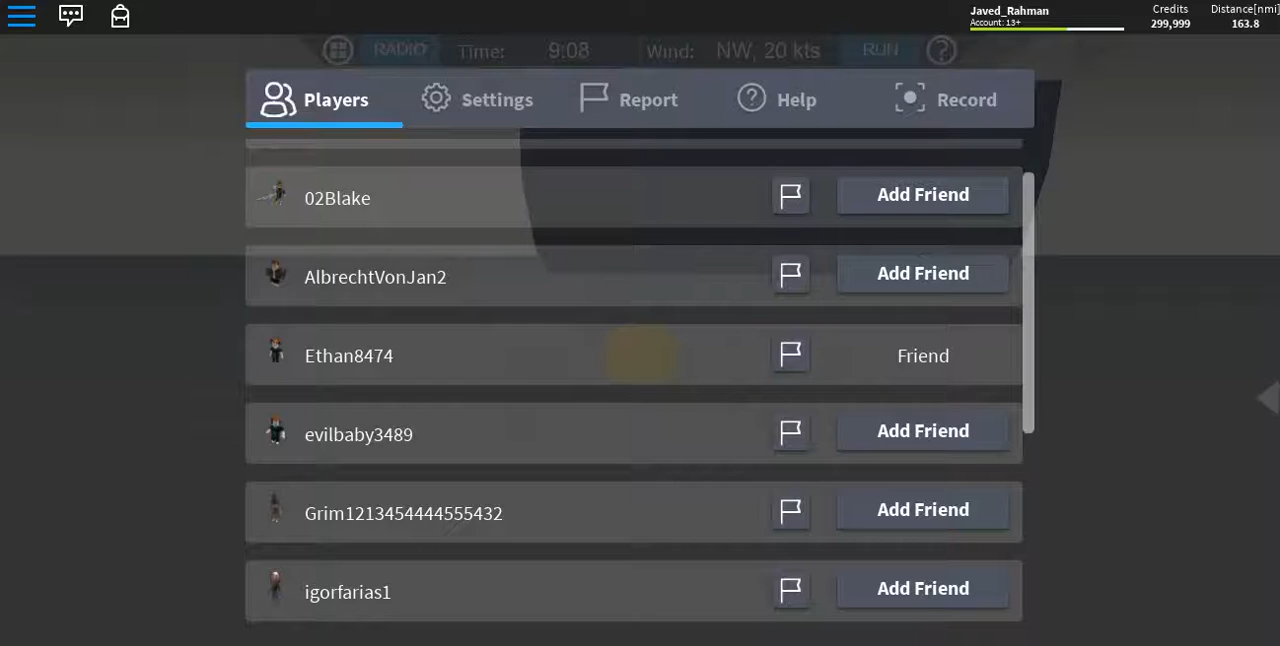 Javed_Rahman Credits Distance[nmi]
Account: 13+ 299,999 163.8
RADIO Time: 9:08 Wind: NW, 20 kts RUN ?
Players Settings Report ? Help Record
02Blake Add Friend
AlbrechtVonJan2 Add Friend
Ethan8474 Friend
evilbaby3489 Add Friend
Grim1213454444555432 Add Friend
igorfarias1 Add Friend